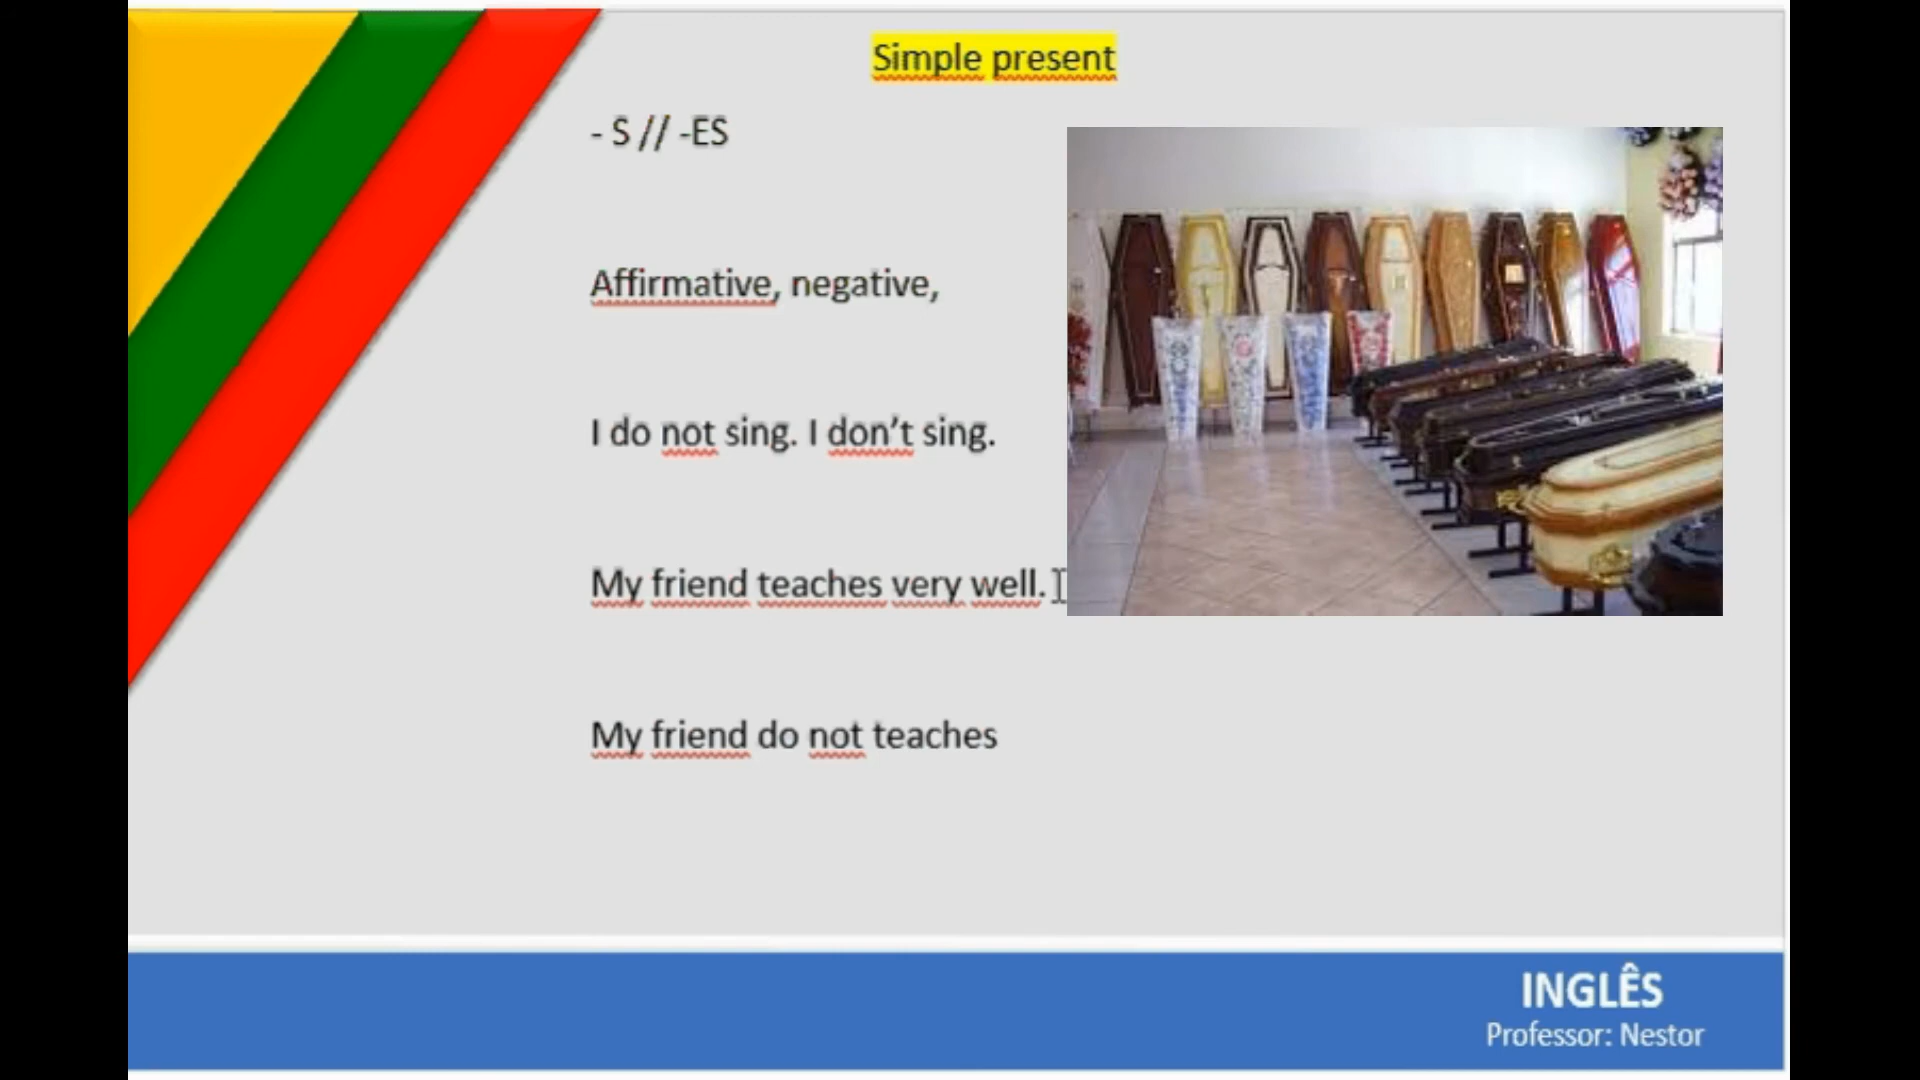 Simple present
- S // -ES
Affirmative, negative,
I do not sing. I don’t sing.
My friend teaches very well.
My friend do not teaches
INGLÊS
Professor: Nestor